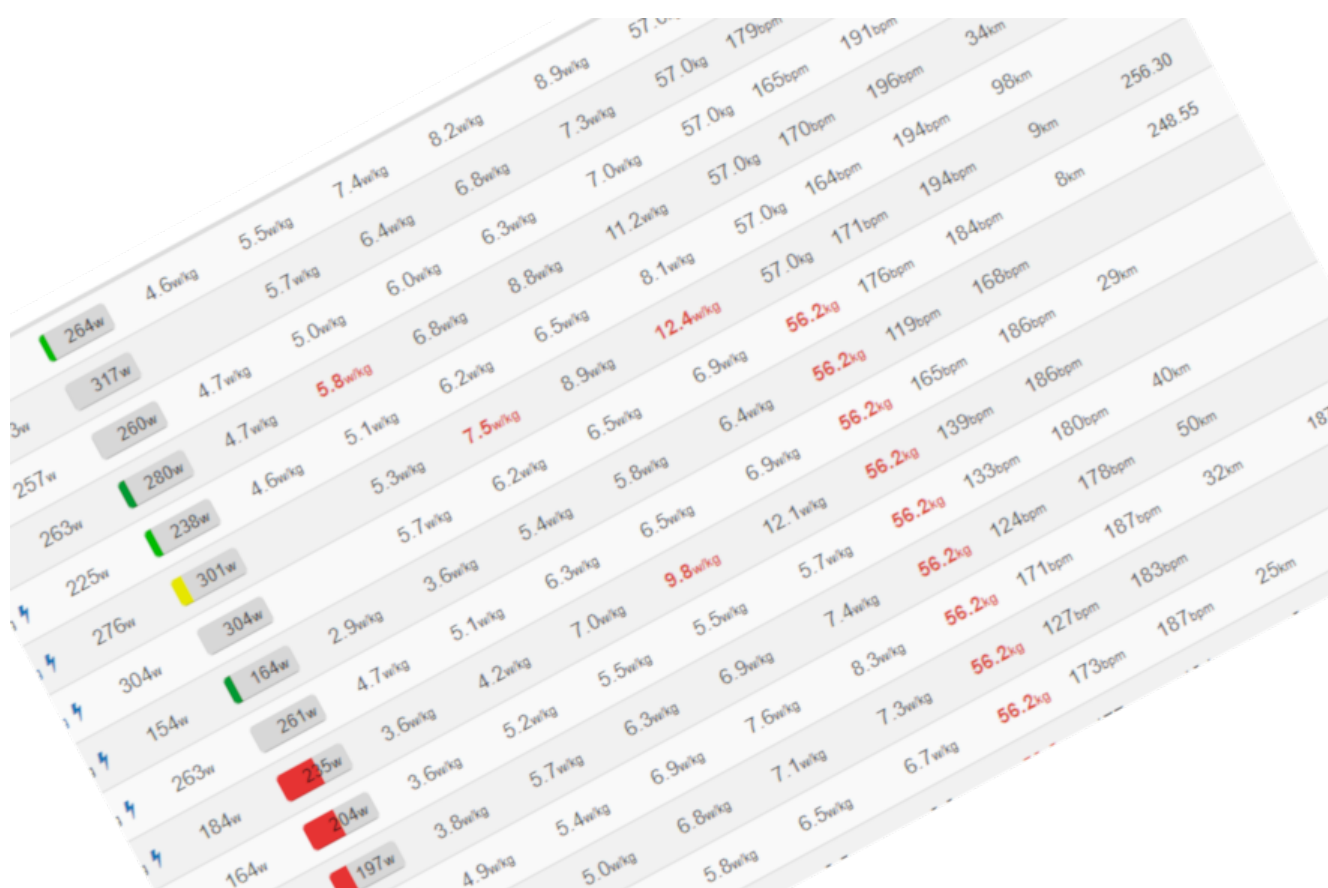 264w 4.6w/kg 5.5w/kg 7.4w/kg 8.2w/kg 8.9w/kg
317w 5.7w/kg 6.4w/kg 6.8w/kg 7.3w/kg 57.0kg 179bpm
257w 260w 4.7w/kg 5.0w/kg 6.0w/kg 6.3w/kg 7.0w/kg 57.0kg 165bpm 191bpm
263w 280w 4.7w/kg 5.8w/kg 6.8w/kg 8.8w/kg 11.2w/kg 57.0kg 170bpm 196bpm 34km
225w 238w 4.6w/kg 5.1w/kg 6.2w/kg 6.5w/kg 8.1w/kg 57.0kg 164bpm 194bpm 98km
276w 301w 5.3w/kg 7.5w/kg 8.9w/kg 12.4w/kg 57.0kg 171bpm 194bpm 9km 256.30
304w 304w 5.7w/kg 6.2w/kg 6.5w/kg 6.9w/kg 56.2kg 176bpm 184bpm 8km 248.55
154w 164w 2.9w/kg 3.6w/kg 5.4w/kg 5.8w/kg 6.4w/kg 56.2kg 119bpm 168bpm
263w 261w 4.7w/kg 5.1w/kg 6.3w/kg 6.5w/kg 6.9w/kg 56.2kg 165bpm 186bpm 29km
184w 235w 3.6w/kg 4.2w/kg 7.0w/kg 9.8w/kg 12.1w/kg 56.2kg 139bpm 186bpm
164w 204w 3.6w/kg 5.2w/kg 5.5w/kg 5.5w/kg 5.7w/kg 56.2kg 133bpm 180bpm 40km
197w 3.8w/kg 5.7w/kg 6.3w/kg 6.9w/kg 7.4w/kg 56.2kg 124bpm 178bpm 50km
4.9w/kg 5.4w/kg 6.9w/kg 7.6w/kg 8.3w/kg 56.2kg 171bpm 187bpm 32km
5.0w/kg 6.8w/kg 7.1w/kg 7.3w/kg 56.2kg 127bpm 183bpm
5.8w/kg 6.5w/kg 6.7w/kg 56.2kg 173bpm 187bpm 25km